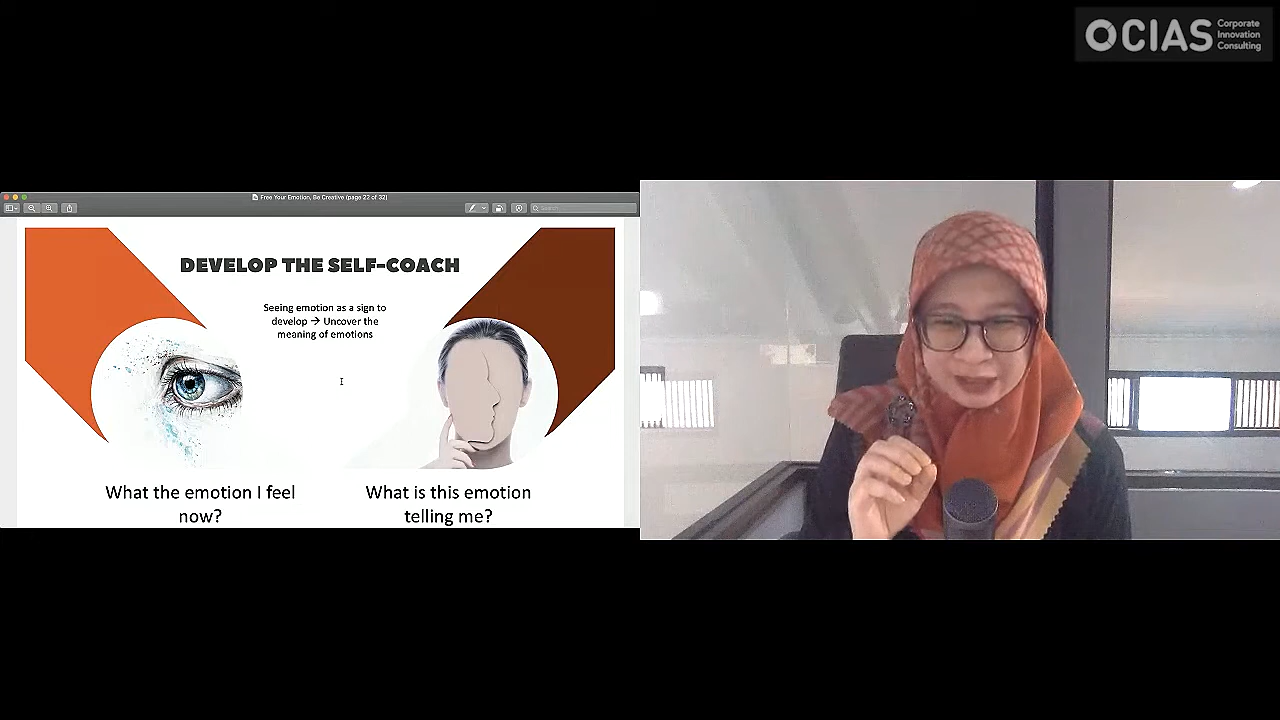 OCIAS
Corporate
Innovation
Consulting
Free Your Emotion, Be Creative (page 22 of 32)
Search
DEVELOP THE SELF-COACH
Seeing emotion as a sign to
develop → Uncover the
meaning of emotions
What the emotion I feel
now?
What is this emotion
telling me?